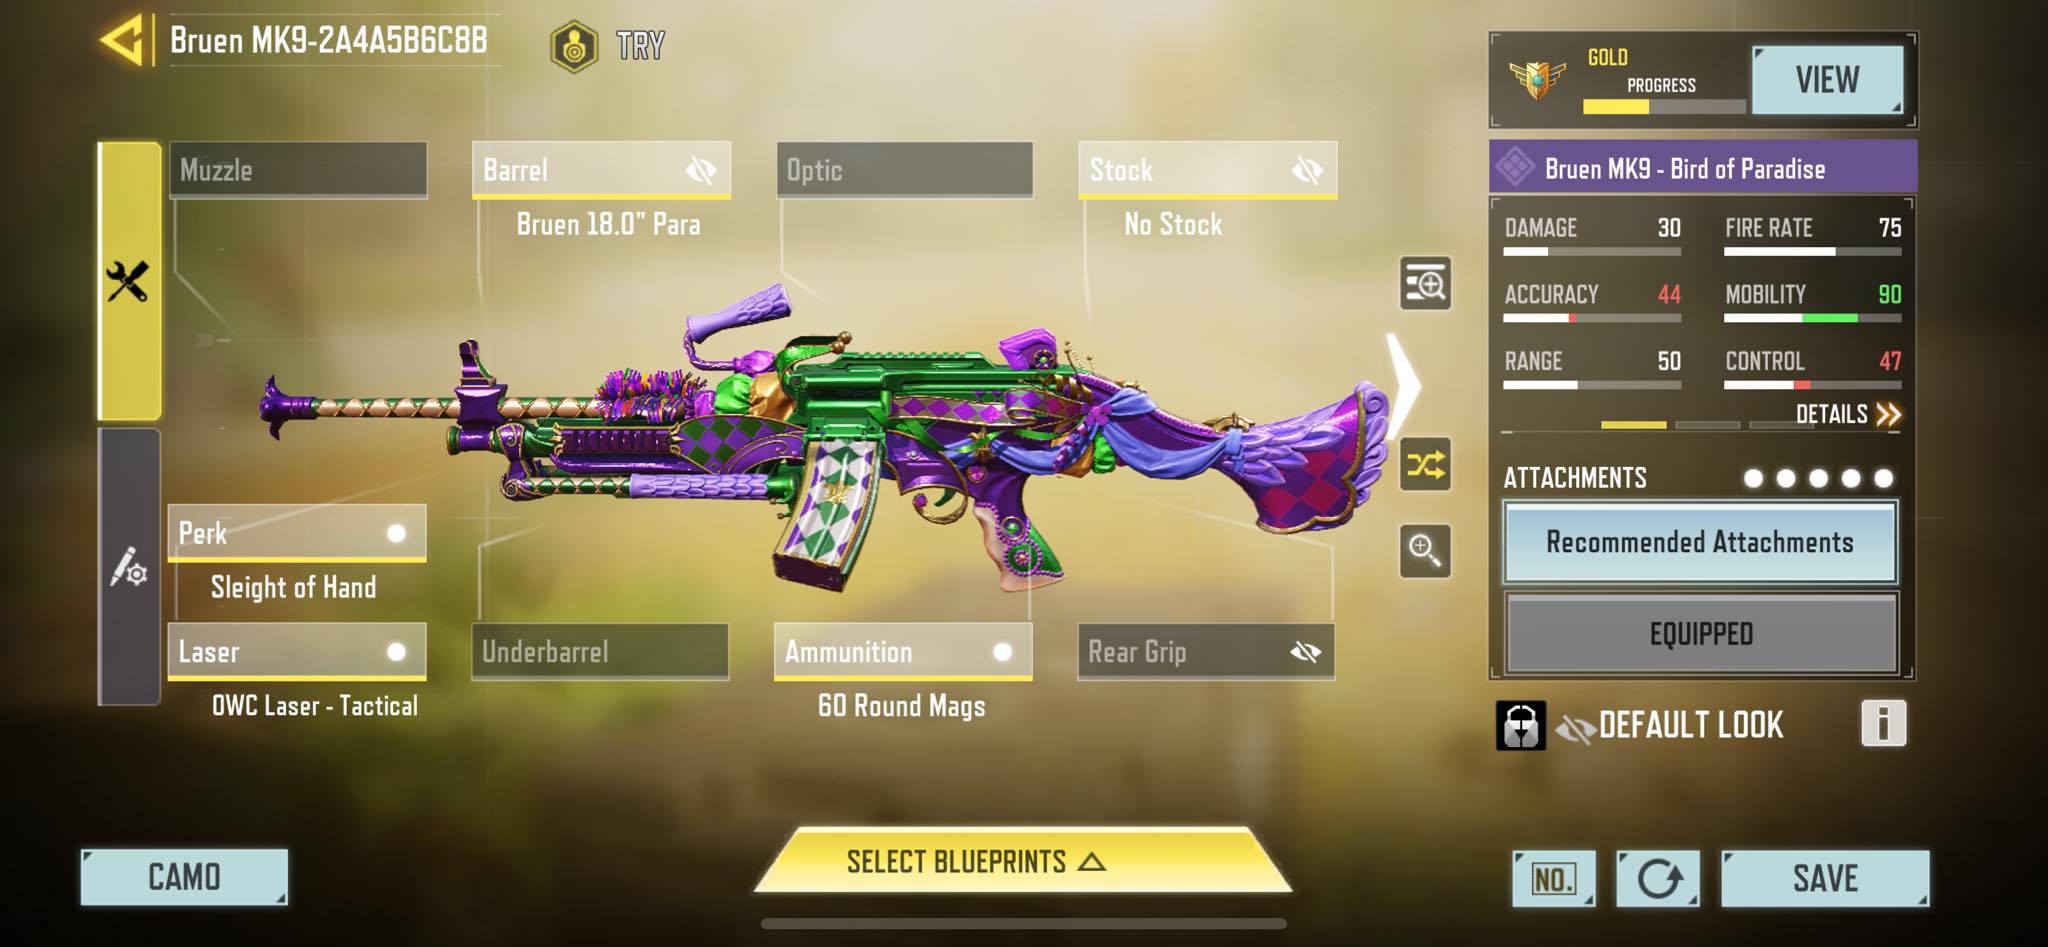 Bruen MK9-2A4A5B6C8B
TRY
GOLD
PROGRESS
VIEW
Muzzle
Barrel
Bruen 18.0" Para
Optic
Stock
No Stock
Bruen MK9 - Bird of Paradise
DAMAGE 30
FIRE RATE 75
ACCURACY 44
MOBILITY 90
RANGE 50
CONTROL 47
DETAILS
ATTACHMENTS
Recommended Attachments
EQUIPPED
Perk
Sleight of Hand
Laser
OWC Laser - Tactical
Underbarrel
Ammunition
60 Round Mags
Rear Grip
DEFAULT LOOK
i
CAMO
SELECT BLUEPRINTS
NO.
SAVE